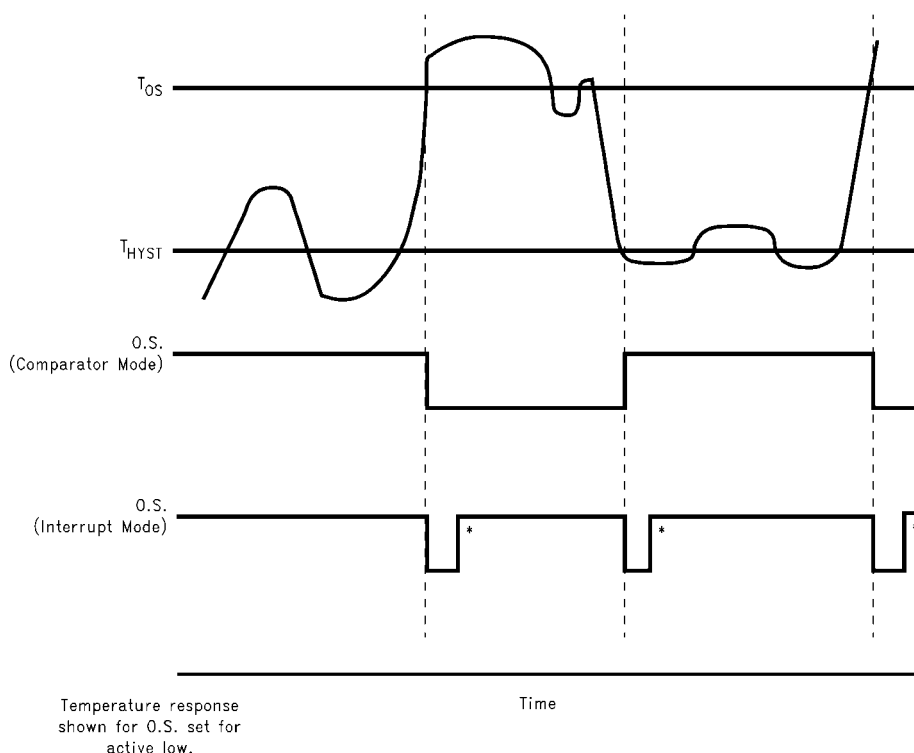 T_OS
T_HYST
O.S.
(Comparator Mode)
O.S.
(Interrupt Mode)
*
*
*
Time
Temperature response
shown for O.S. set for
active low.